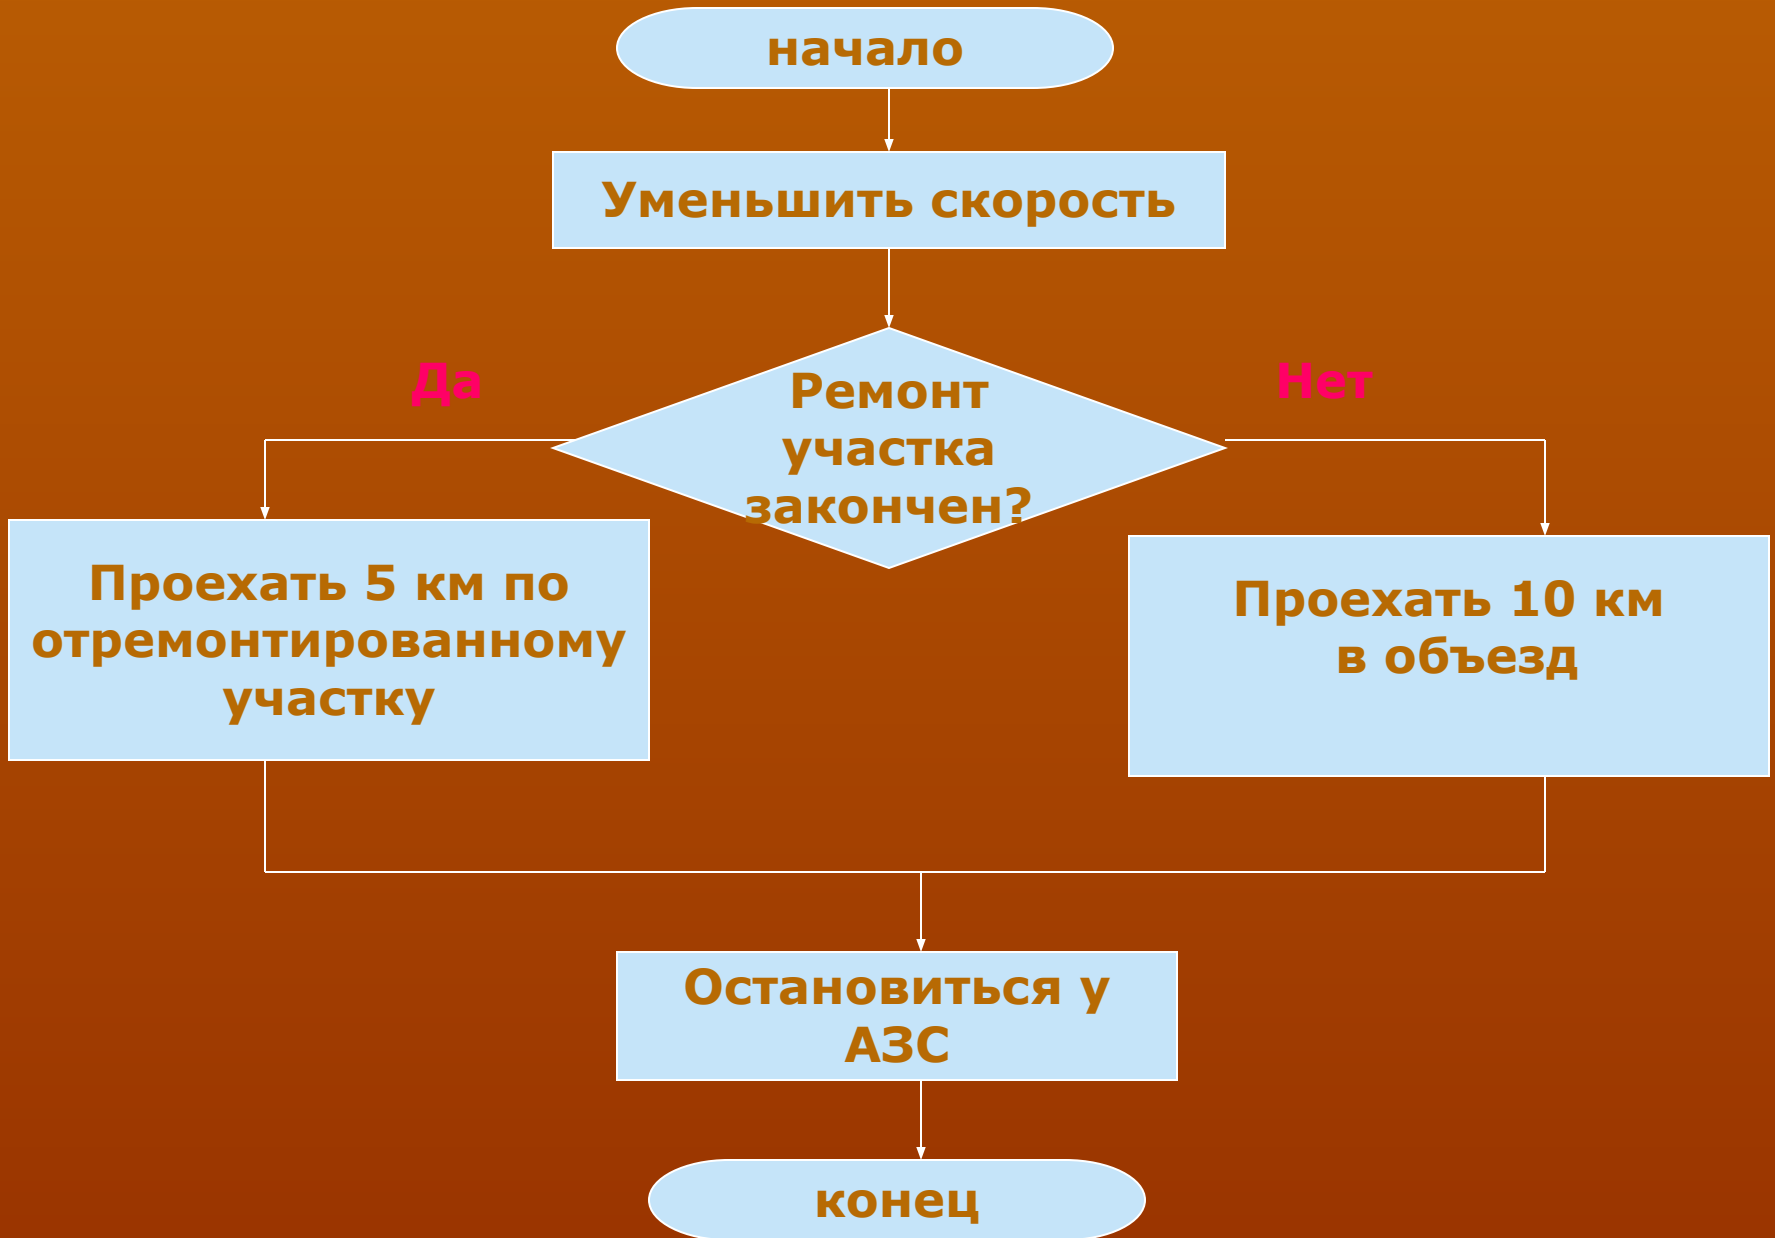 начало
Уменьшить скорость
Да
Нет
Ремонт
участка
закончен?
Проехать 5 км по
отремонтированному
участку
Проехать 10 км
в объезд
Остановиться у
АЗС
конец